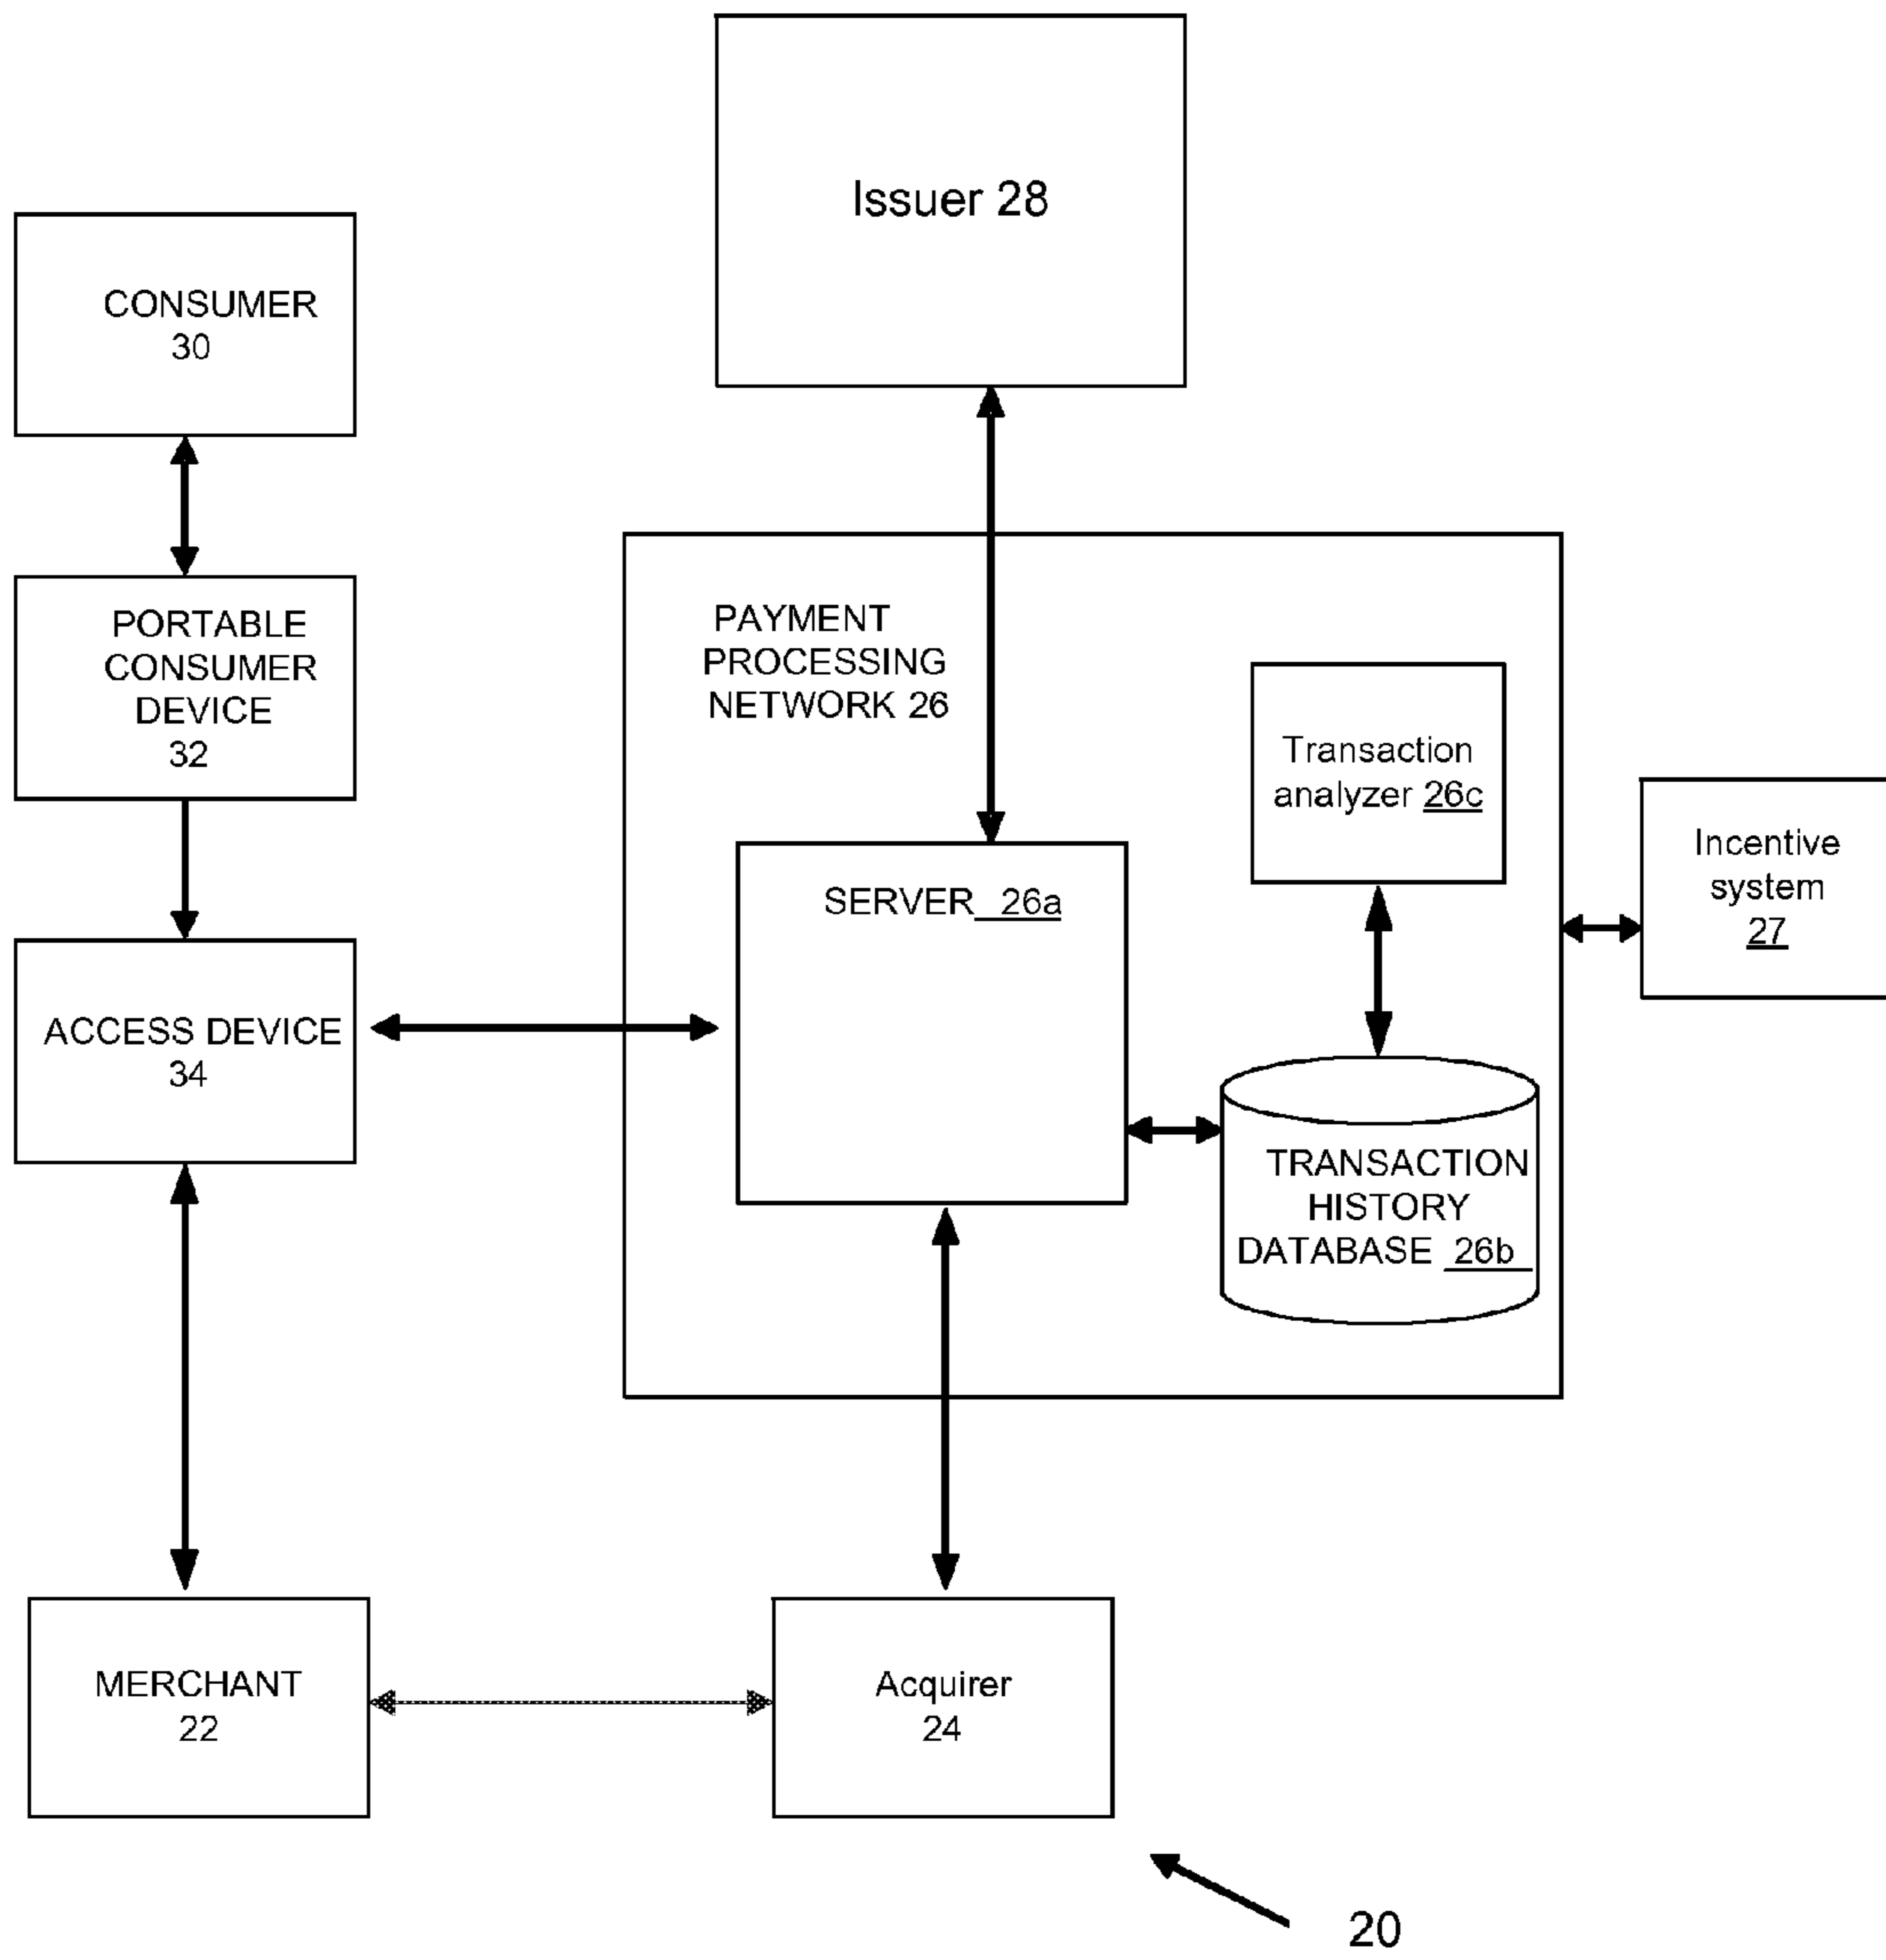 Issuer 28
CONSUMER
30
PORTABLE
CONSUMER
DEVICE
32
PAYMENT
PROCESSING
NETWORK 26
Transaction
analyzer 26c
Incentive
system
27
SERVER 26a
ACCESS DEVICE
34
TRANSACTION
HISTORY
DATABASE 26b
MERCHANT
22
Acquirer
24
20